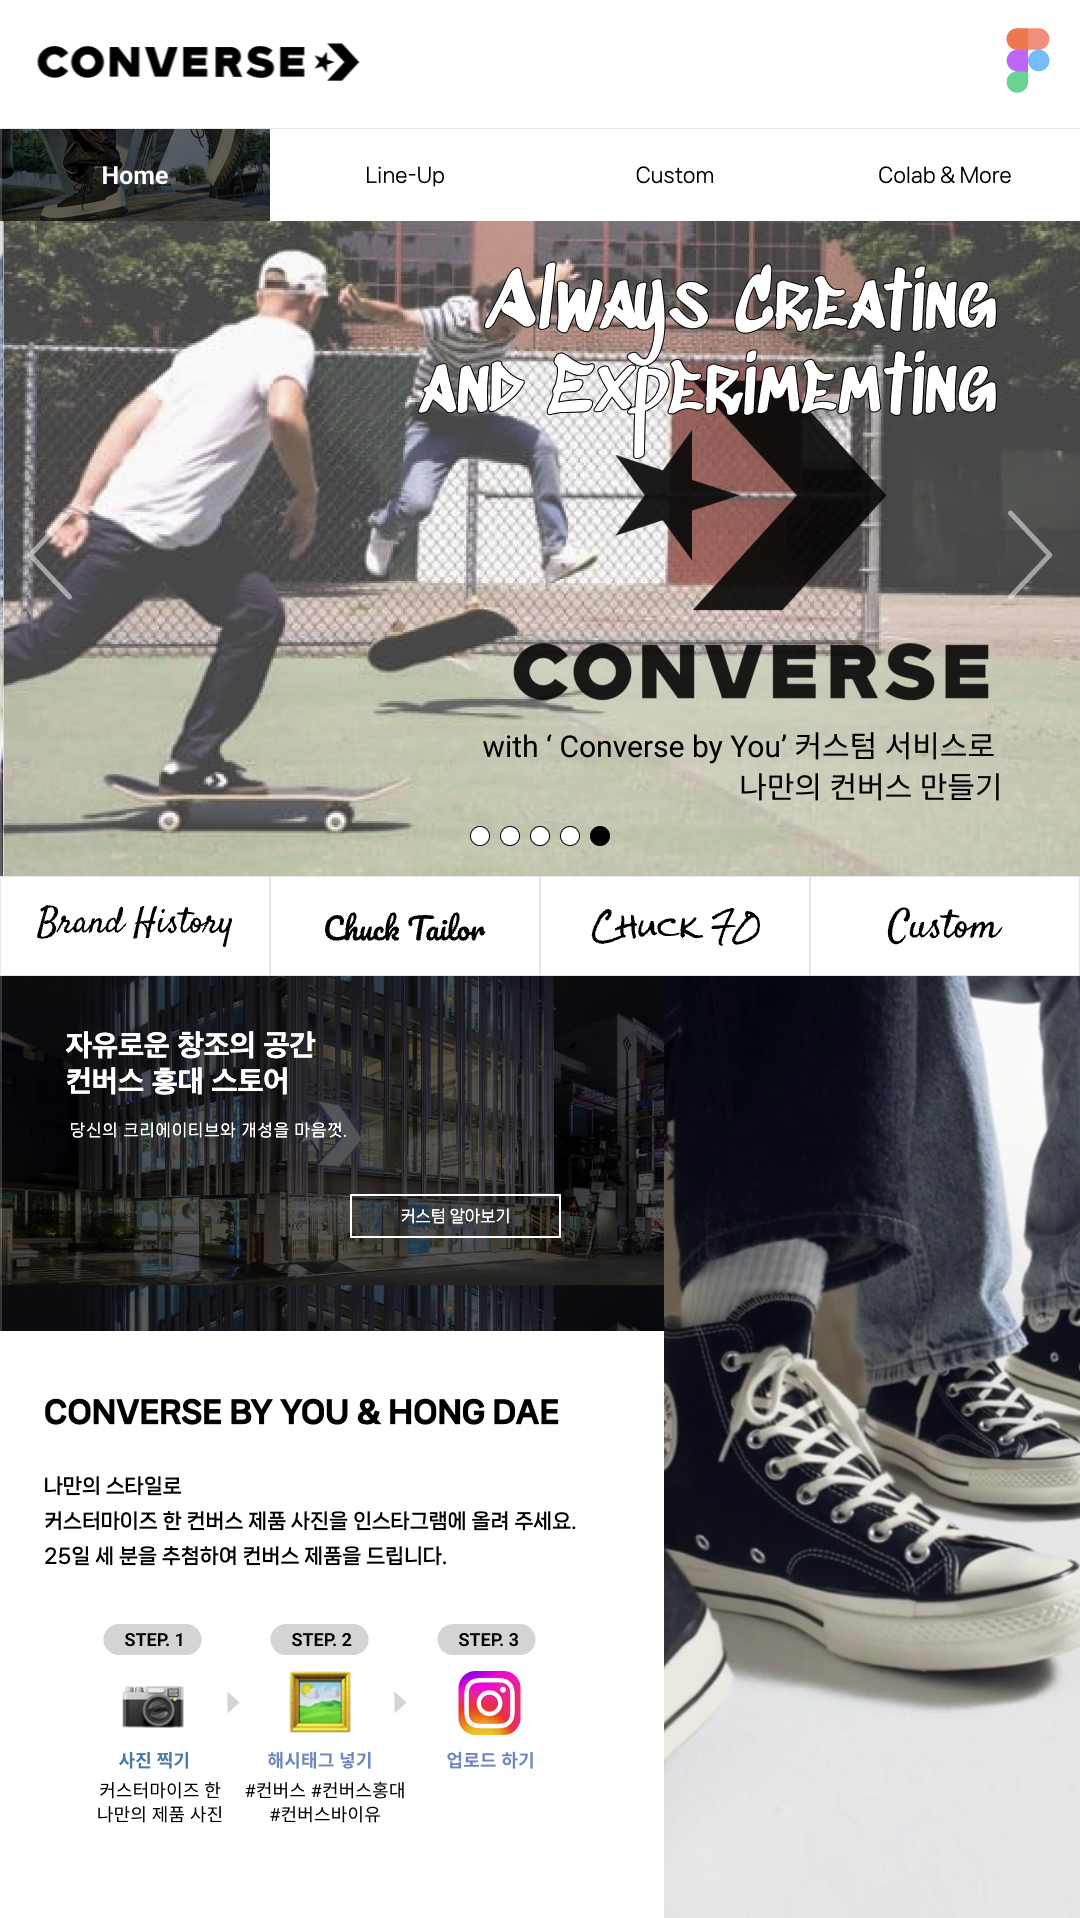 CONVERSE
Home
Line-Up
Custom
Colab & More
Always Creating
and Experimemting
CONVERSE
with ‘ Converse by You’ 커스텀 서비스로
나만의 컨버스 만들기
Brand History
Chuck Tailor
Chuck 70
Custom
자유로운 창조의 공간
컨버스 홍대 스토어
당신의 크리에이티브와 개성을 마음껏.
커스텀 알아보기
CONVERSE BY YOU & HONG DAE
나만의 스타일로
커스터마이즈 한 컨버스 제품 사진을 인스타그램에 올려 주세요.
25일 세 분을 추첨하여 컨버스 제품을 드립니다.
STEP. 1
STEP. 2
STEP. 3
사진 찍기
해시태그 넣기
업로드 하기
커스터마이즈 한
나만의 제품 사진
#컨버스 #컨버스홍대
#컨버스바이유